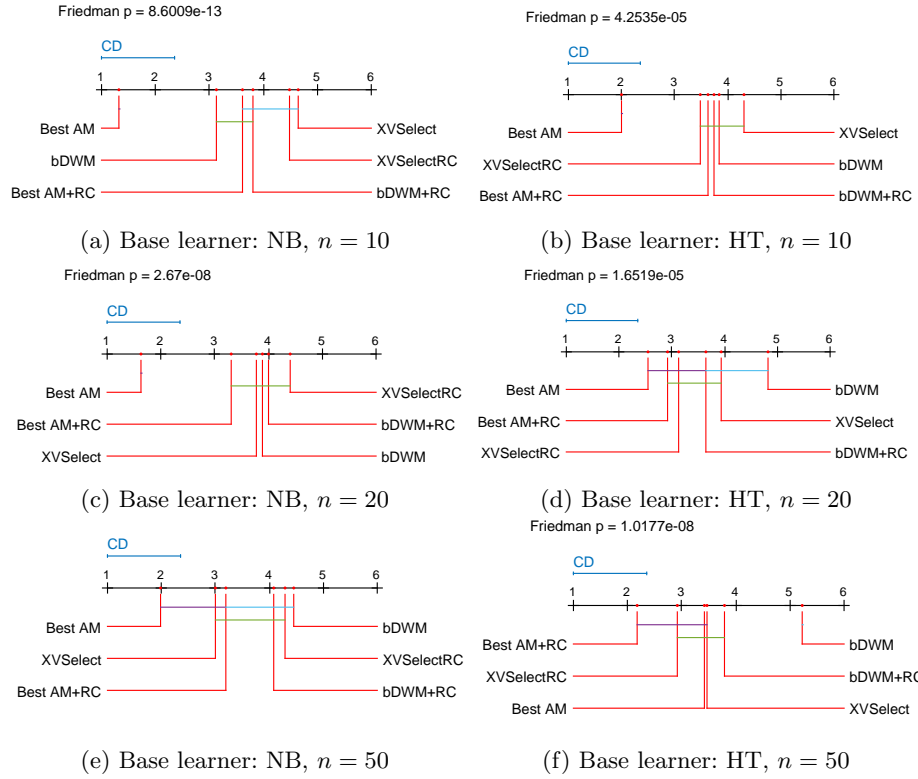 Friedman p = 8.6009e-13
CD
1 2 3 4 5 6
Best AM
bDWM
Best AM+RC
XVSelect
XVSelectRC
bDWM+RC
(a) Base learner: NB, n = 10
Friedman p = 4.2535e-05
CD
1 2 3 4 5 6
Best AM
XVSelectRC
Best AM+RC
XVSelect
bDWM
bDWM+RC
(b) Base learner: HT, n = 10
Friedman p = 2.67e-08
CD
1 2 3 4 5 6
Best AM
Best AM+RC
XVSelect
XVSelectRC
bDWM+RC
bDWM
(c) Base learner: NB, n = 20
Friedman p = 1.6519e-05
CD
1 2 3 4 5 6
Best AM
Best AM+RC
XVSelectRC
bDWM
XVSelect
bDWM+RC
(d) Base learner: HT, n = 20
CD
1 2 3 4 5 6
Best AM
XVSelect
Best AM+RC
bDWM
XVSelectRC
bDWM+RC
(e) Base learner: NB, n = 50
Friedman p = 1.0177e-08
CD
1 2 3 4 5 6
Best AM+RC
XVSelectRC
Best AM
bDWM
bDWM+RC
XVSelect
(f) Base learner: HT, n = 50